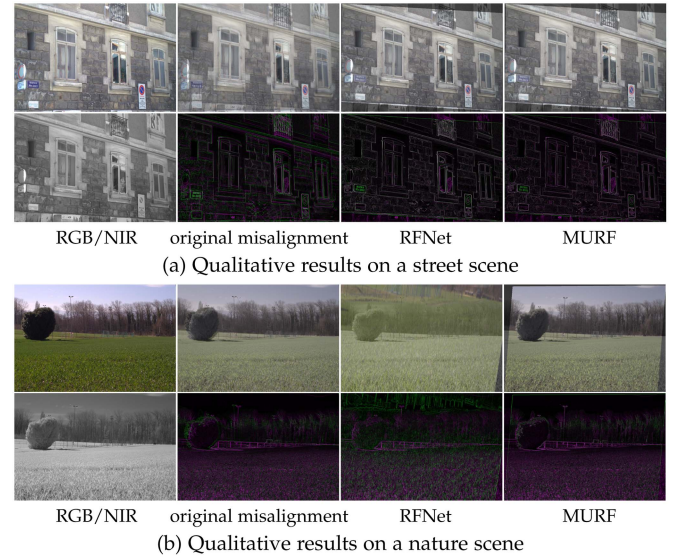 RGB/NIR original misalignment RFNet MURF
(a) Qualitative results on a street scene
RGB/NIR original misalignment RFNet MURF
(b) Qualitative results on a nature scene